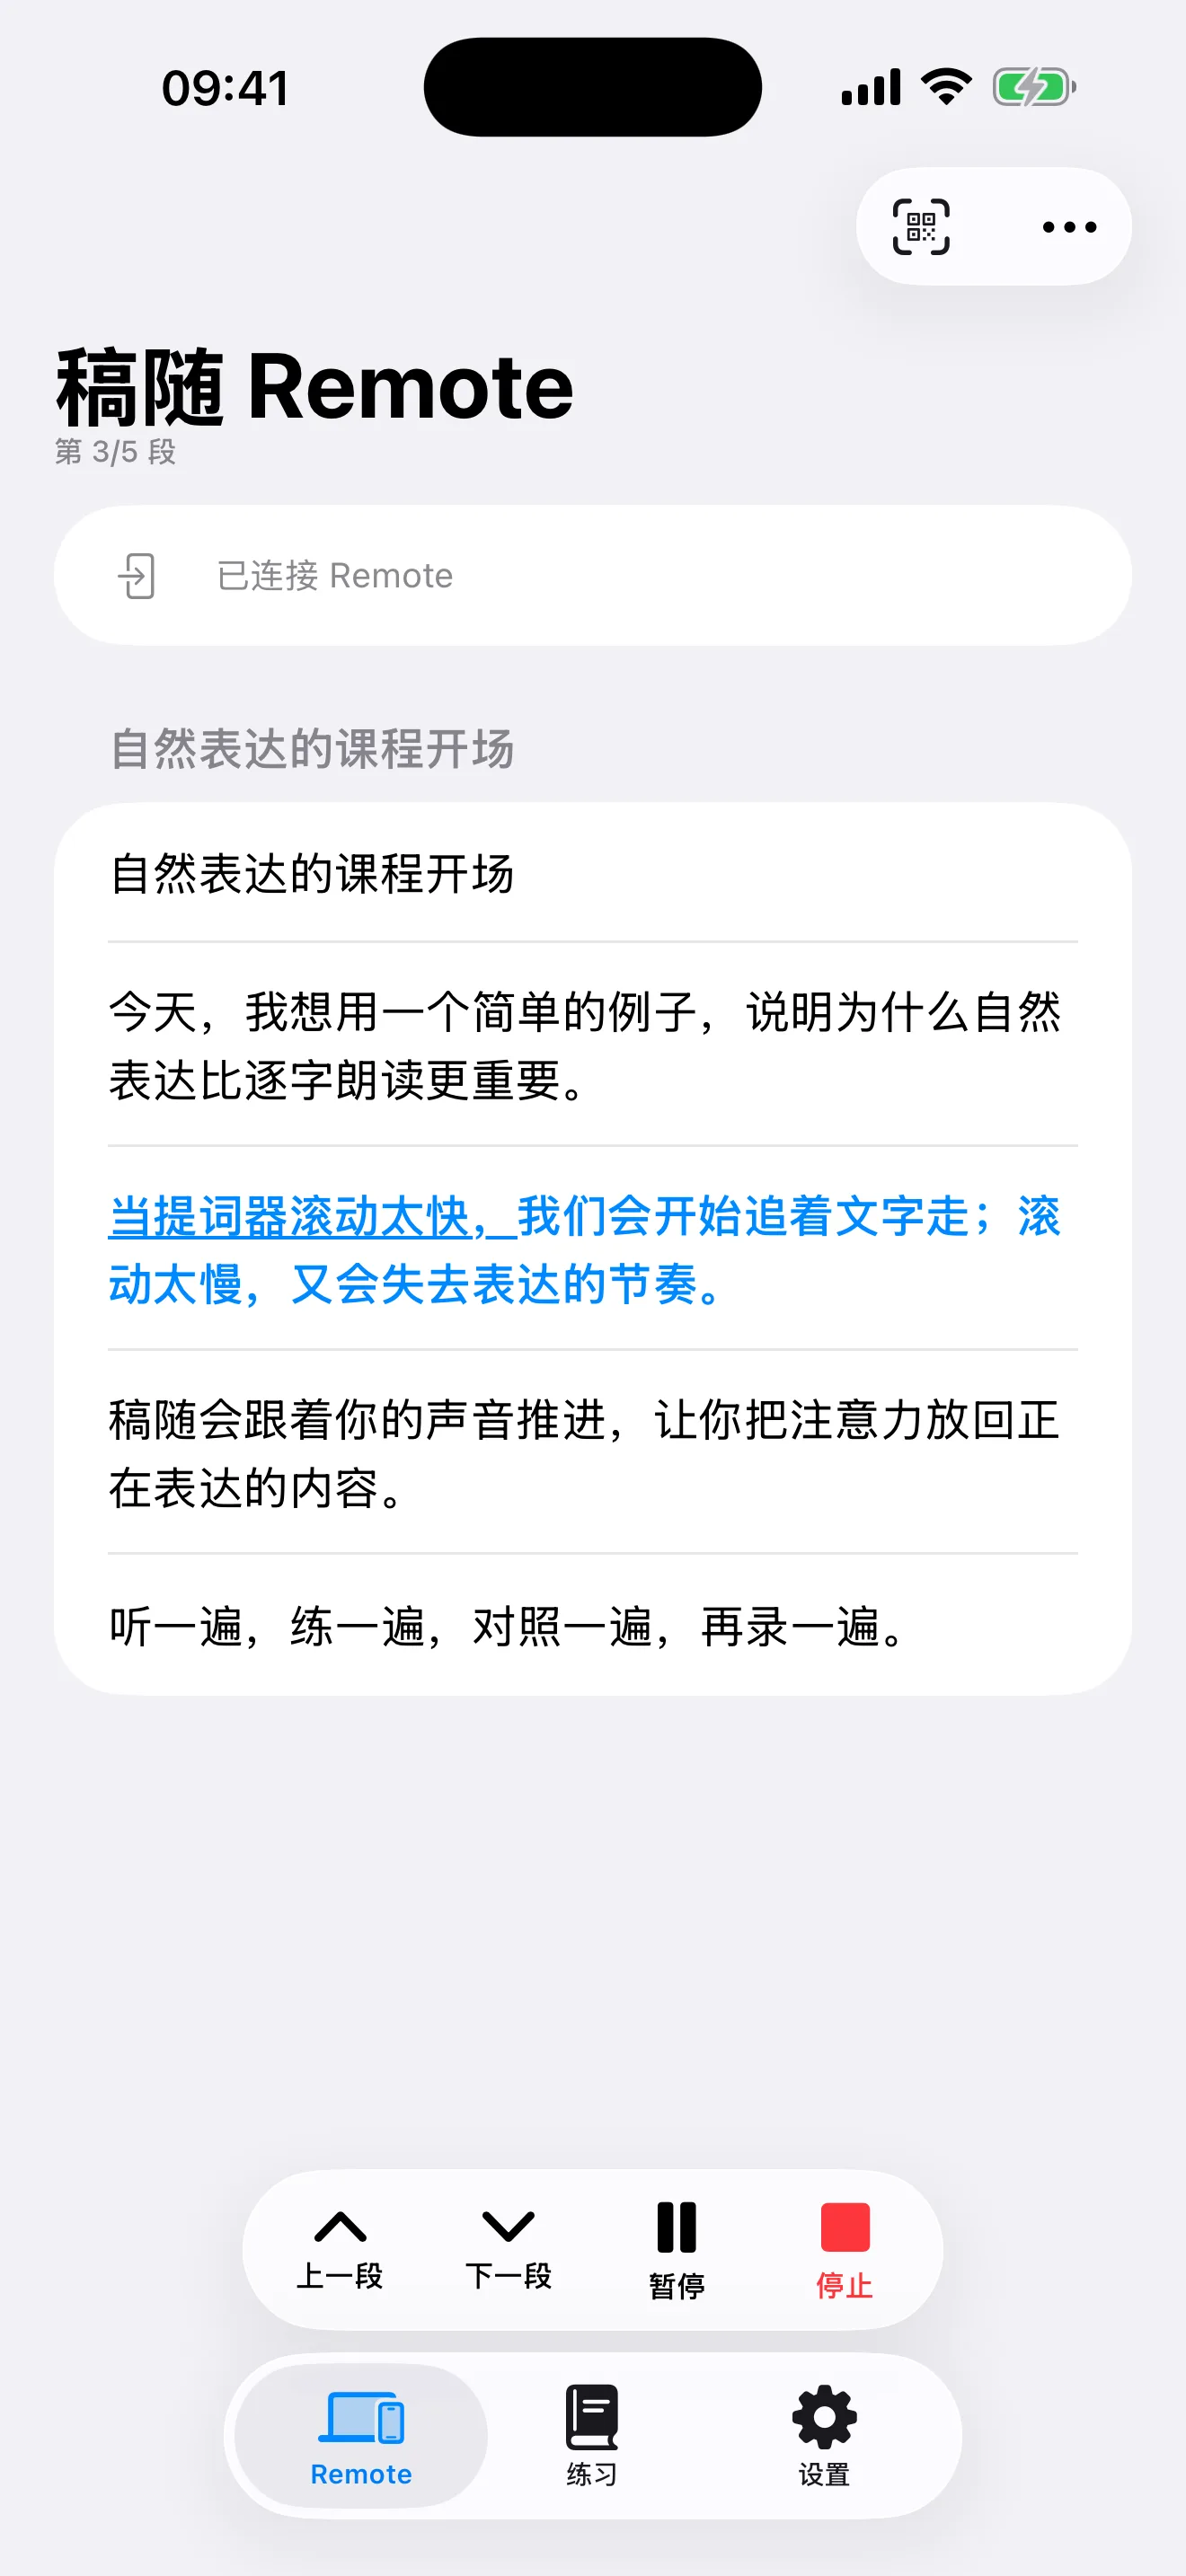 09:41
稿随 Remote
第 3/5 段
已连接 Remote
自然表达的课程开场
自然表达的课程开场
今天，我想用一个简单的例子，说明为什么自然
表达比逐字朗读更重要。
当提词器滚动太快，我们会开始追着文字走；滚
动太慢，又会失去表达的节奏。
稿随会跟着你的声音推进，让你把注意力放回正
在表达的内容。
听一遍，练一遍，对照一遍，再录一遍。
上一段 下一段 暂停 停止
Remote 练习 设置